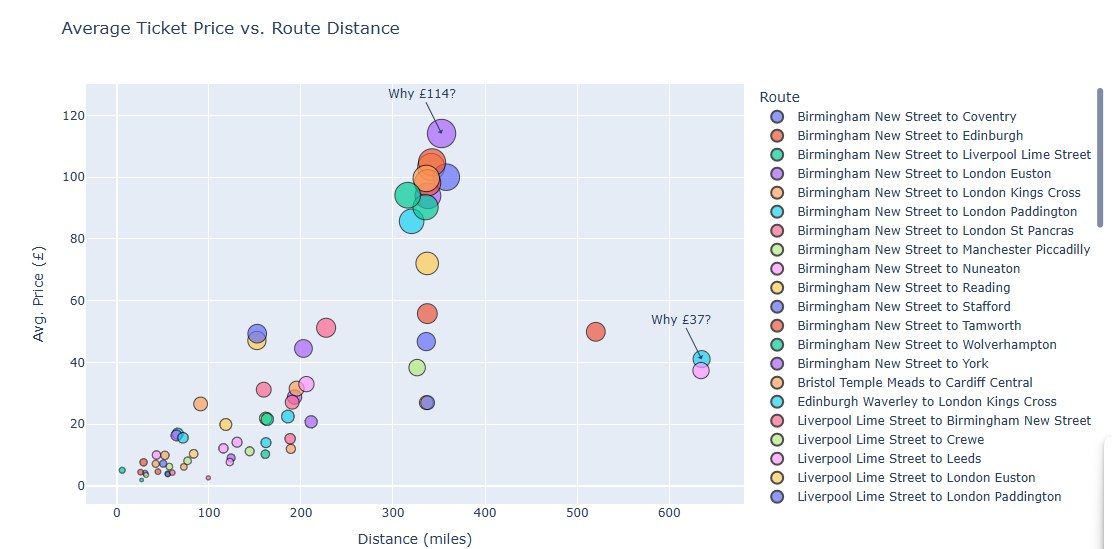 Average Ticket Price vs. Route Distance
Why £114?
Why £37?
120
100
80
60
40
20
0
Avg. Price (£)
0 100 200 300 400 500 600
Distance (miles)
Route
Birmingham New Street to Coventry
Birmingham New Street to Edinburgh
Birmingham New Street to Liverpool Lime Street
Birmingham New Street to London Euston
Birmingham New Street to London Kings Cross
Birmingham New Street to London Paddington
Birmingham New Street to London St Pancras
Birmingham New Street to Manchester Piccadilly
Birmingham New Street to Nuneaton
Birmingham New Street to Reading
Birmingham New Street to Stafford
Birmingham New Street to Tamworth
Birmingham New Street to Wolverhampton
Birmingham New Street to York
Bristol Temple Meads to Cardiff Central
Edinburgh Waverley to London Kings Cross
Liverpool Lime Street to Birmingham New Street
Liverpool Lime Street to Crewe
Liverpool Lime Street to Leeds
Liverpool Lime Street to London Euston
Liverpool Lime Street to London Paddington